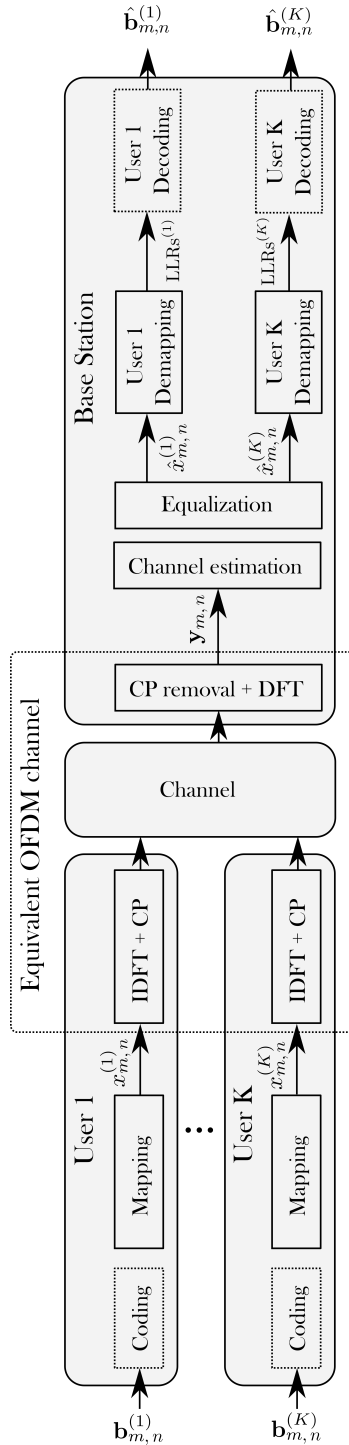 Equivalent OFDM channel
User 1
Base Station
b_{m,n}^{(1)}
Coding
Mapping
x_{m,n}^{(1)}
IDFT + CP
Channel
CP removal + DFT
y_{m,n}
Channel estimation
Equalization
x̂_{m,n}^{(1)}
User 1
Demapping
LLRs^{(1)}
User 1
Decoding
b̂_{m,n}^{(1)}
...
User K
b_{m,n}^{(K)}
Coding
Mapping
x_{m,n}^{(K)}
IDFT + CP
x̂_{m,n}^{(K)}
User K
Demapping
LLRs^{(K)}
User K
Decoding
b̂_{m,n}^{(K)}